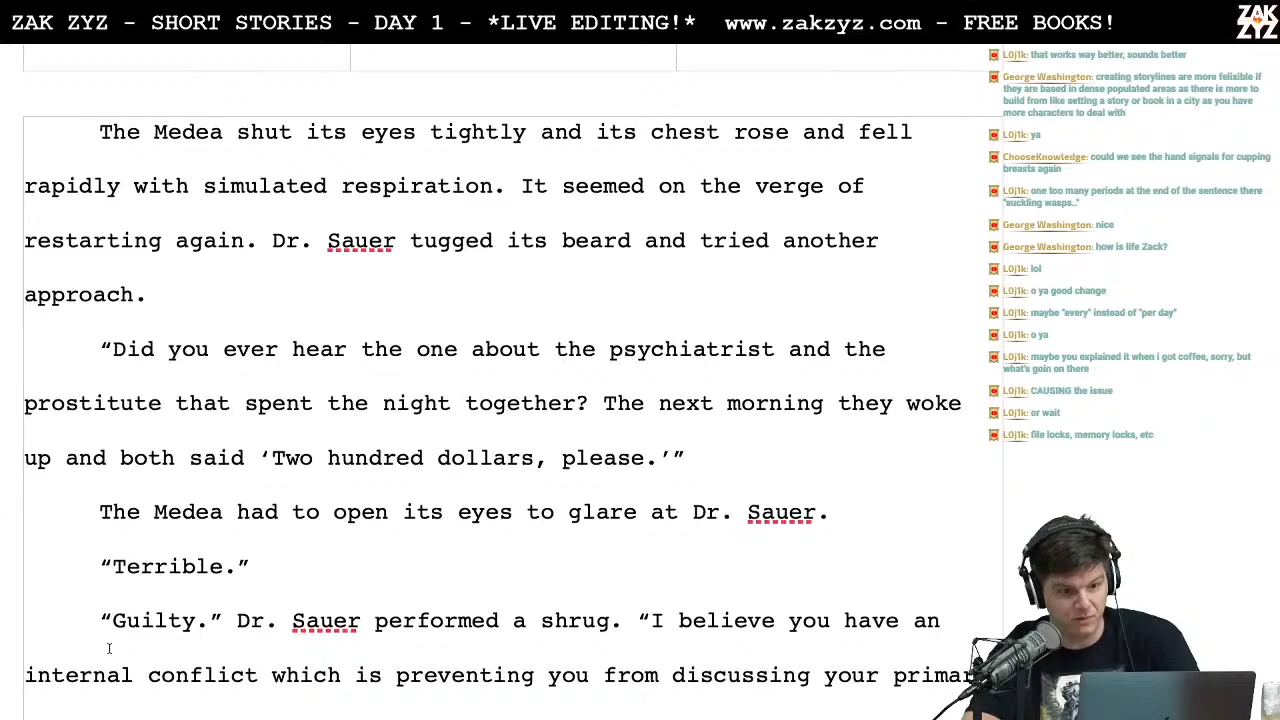 ZAK ZYZ - SHORT STORIES - DAY 1 - *LIVE EDITING!* www.zakzyz.com - FREE BOOKS!
ZAK
ZYZ
The Medea shut its eyes tightly and its chest rose and fell
rapidly with simulated respiration. It seemed on the verge of
restarting again. Dr. Sauer tugged its beard and tried another
approach.
“Did you ever hear the one about the psychiatrist and the
prostitute that spent the night together? The next morning they woke
up and both said ‘Two hundred dollars, please.’”
The Medea had to open its eyes to glare at Dr. Sauer.
“Terrible.”
“Guilty.” Dr. Sauer performed a shrug. “I believe you have an
internal conflict which is preventing you from discussing your primar
L0j1k: that works way better, sounds better
George Washington: creating storylines are more felixible if
they are based in dense populated areas as there is more to
build from like setting a story or book in a city as you have
more characters to deal with
L0j1k: ya
ChooseKnowledge: could we see the hand signals for cupping
breasts again
L0j1k: one too many periods at the end of the sentence there
"suckling wasps.."
George Washington: nice
George Washington: how is life Zack?
L0j1k: lol
L0j1k: o ya good change
L0j1k: maybe "every" instead of "per day"
L0j1k: o ya
L0j1k: maybe you explained it when i got coffee, sorry, but
what's goin on there
L0j1k: CAUSING the issue
L0j1k: or wait
L0j1k: file locks, memory locks, etc